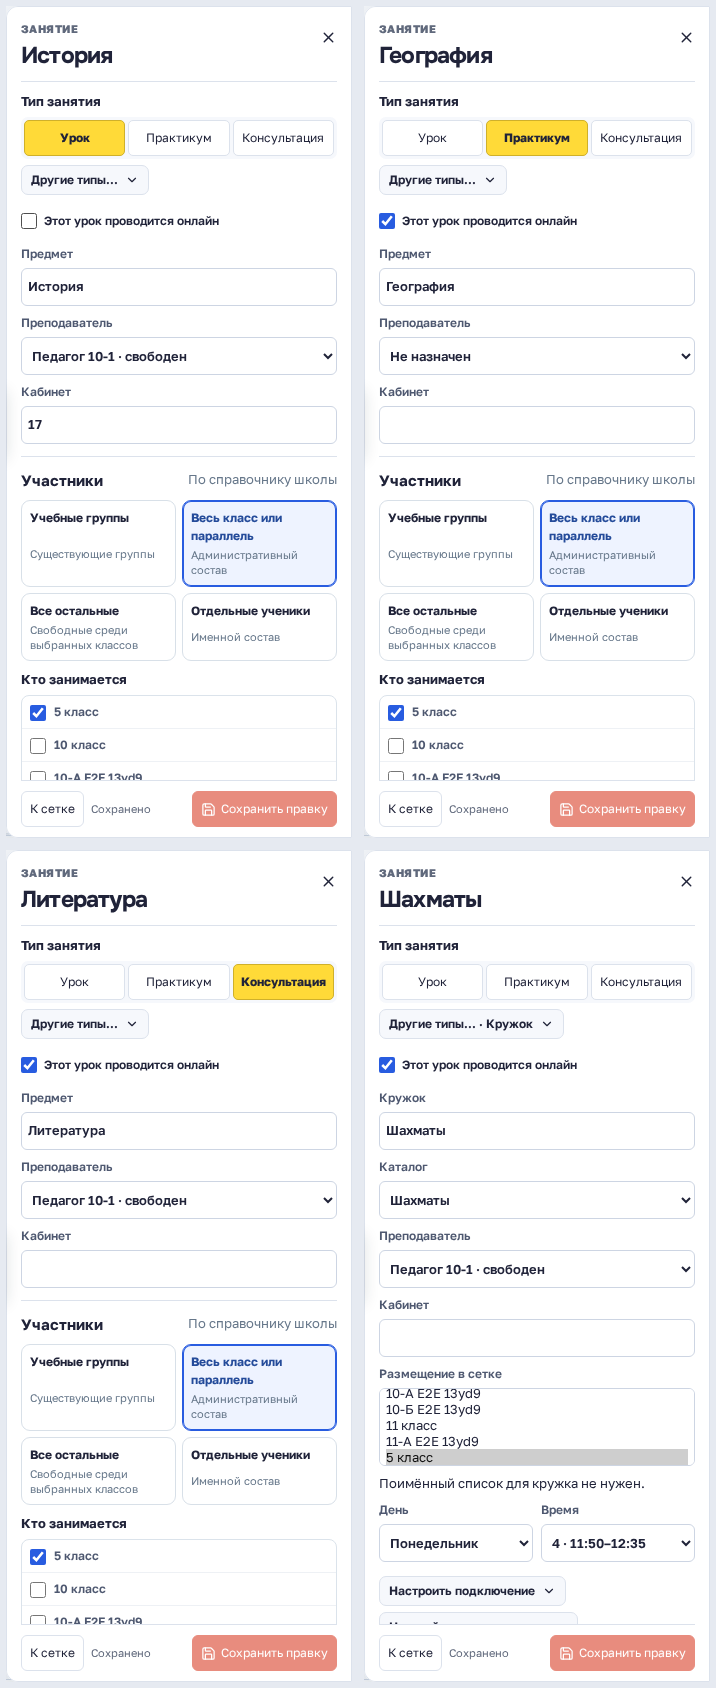 ЗАНЯТИЕ
История
Тип занятия
Урок
Практикум
Консультация
Другие типы...
Этот урок проводится онлайн
Предмет
История
Преподаватель
Педагог 10-1 · свободен
Кабинет
17
Участники
По справочнику школы
Учебные группы
Существующие группы
Весь класс или
параллель
Административный
состав
Все остальные
Свободные среди
выбранных классов
Отдельные ученики
Именной состав
Кто занимается
5 класс
10 класс
10-А E2E 13yd9
К сетке
Сохранено
Сохранить правку
ЗАНЯТИЕ
География
Тип занятия
Урок
Практикум
Консультация
Другие типы...
Этот урок проводится онлайн
Предмет
География
Преподаватель
Не назначен
Кабинет
Участники
По справочнику школы
Учебные группы
Существующие группы
Весь класс или
параллель
Административный
состав
Все остальные
Свободные среди
выбранных классов
Отдельные ученики
Именной состав
Кто занимается
5 класс
10 класс
10-А E2E 13yd9
К сетке
Сохранено
Сохранить правку
ЗАНЯТИЕ
Литература
Тип занятия
Урок
Практикум
Консультация
Другие типы...
Этот урок проводится онлайн
Предмет
Литература
Преподаватель
Педагог 10-1 · свободен
Кабинет
Участники
По справочнику школы
Учебные группы
Существующие группы
Весь класс или
параллель
Административный
состав
Все остальные
Свободные среди
выбранных классов
Отдельные ученики
Именной состав
Кто занимается
5 класс
10 класс
10-А E2E 13yd9
К сетке
Сохранено
Сохранить правку
ЗАНЯТИЕ
Шахматы
Тип занятия
Урок
Практикум
Консультация
Другие типы... · Кружок
Этот урок проводится онлайн
Кружок
Шахматы
Каталог
Шахматы
Преподаватель
Педагог 10-1 · свободен
Кабинет
Размещение в сетке
10-А E2E 13yd9
10-Б E2E 13yd9
11 класс
11-А E2E 13yd9
5 класс
Поимённый список для кружка не нужен.
День
Время
Понедельник
4 · 11:50–12:35
Настроить подключение
К сетке
Сохранено
Сохранить правку